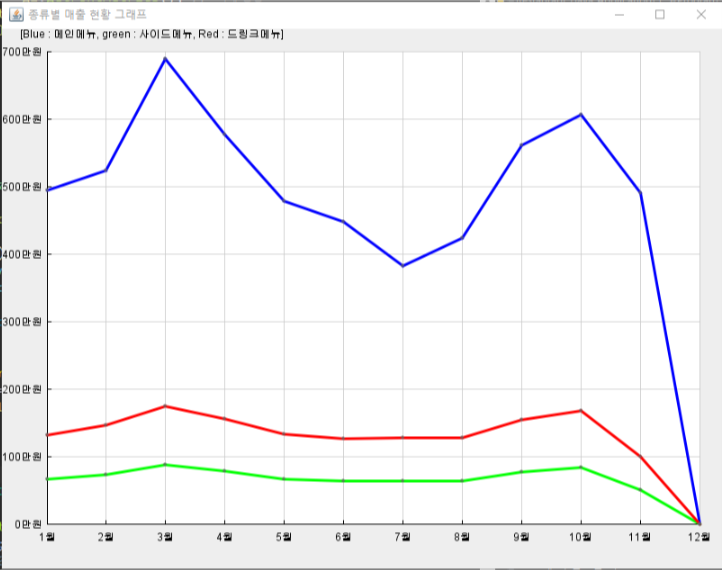 종류별 매출 현황 그래프
[Blue : 메인메뉴, green : 사이드메뉴, Red : 드링크메뉴]
700만원
600만원
500만원
400만원
300만원
200만원
100만원
0만원
1월 2월 3월 4월 5월 6월 7월 8월 9월 10월 11월 12월